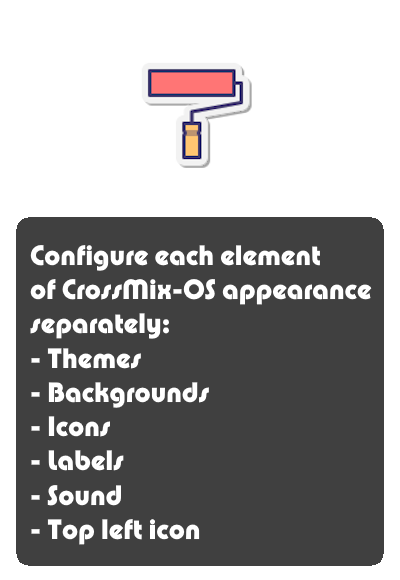 Configure each element
of CrossMix-OS appearance
separately:
- Themes
- Backgrounds
- Icons
- Labels
- Sound
- Top left icon